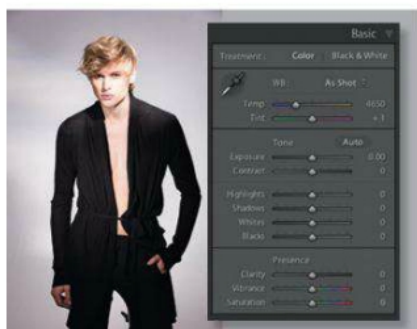 Basic
Treatment: Color Black & White
WB: As Shot
Temp 4650
Tint + 1
Tone Auto
Exposure 0.00
Contrast 0
Highlights 0
Shadows 0
Whites 0
Blacks 0
Presence
Clarity 0
Vibrance 0
Saturation 0